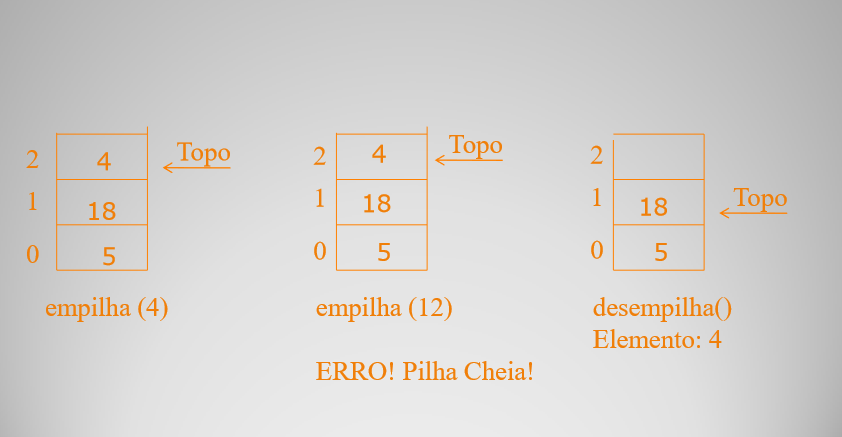 2 4 Topo
1 18
0 5
empilha (4)
2 4 Topo
1 18
0 5
empilha (12)
ERRO! Pilha Cheia!
2
1 18 Topo
0 5
desempilha()
Elemento: 4